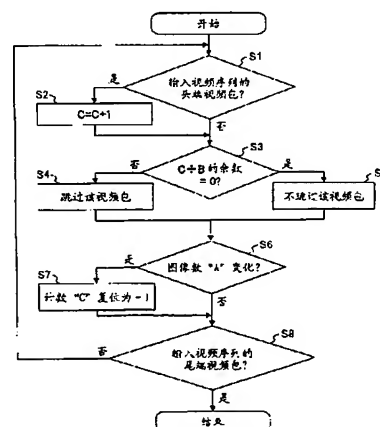 开始
S1
输入视频序列的
头端视频包?
是
S2
C=C+1
否
S3
C÷B的余数
=0?
否
是
S4
跳过该视频包
S
不跳过该视频包
S6
图像数“A”变化?
是
S7
计数“C”复位为-1
否
S8
输入视频序列的
尾端视频包?
否
是
结束